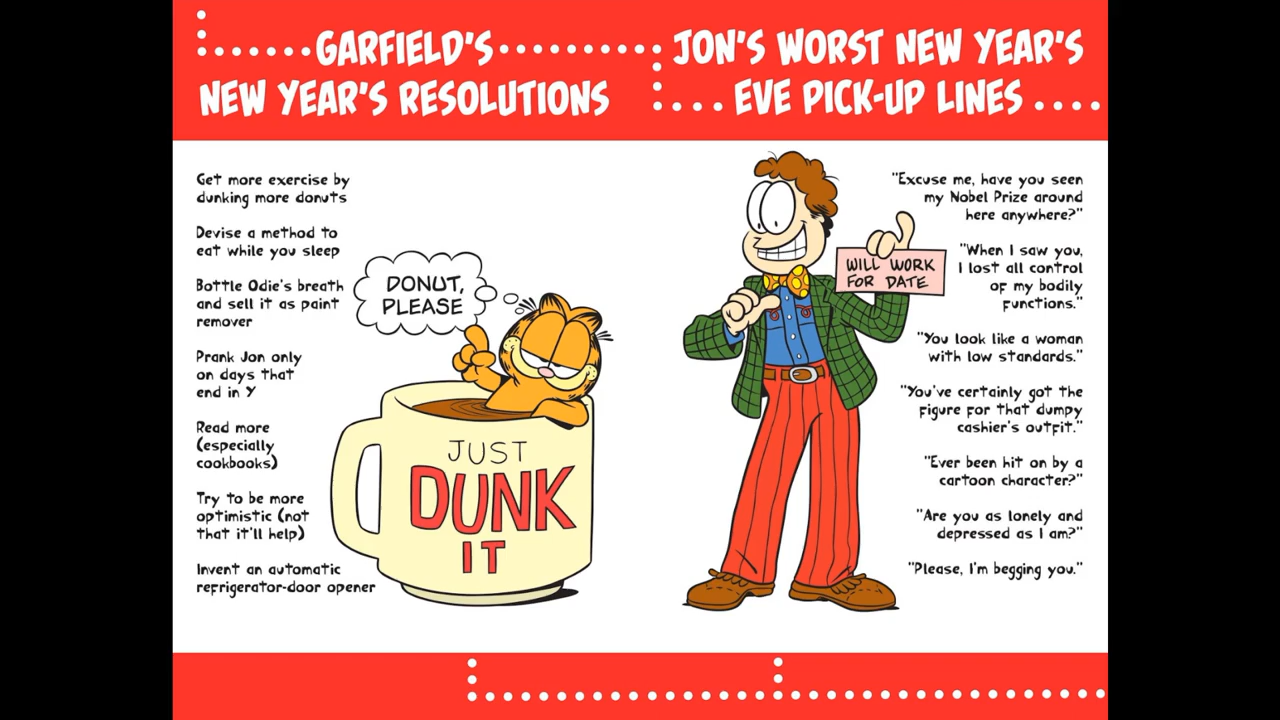 GARFIELD'S
NEW YEAR'S RESOLUTIONS
Get more exercise by
dunking more donuts
Devise a method to
eat while you sleep
Bottle Odie's breath
and sell it as paint
remover
Prank Jon only
on days that
end in Y
Read more
(especially
cookbooks)
Try to be more
optimistic (not
that it'll help)
Invent an automatic
refrigerator-door opener
DONUT,
PLEASE
JUST
DUNK
IT
JON'S WORST NEW YEAR'S
EVE PICK-UP LINES
WILL WORK
FOR DATE
"Excuse me, have you seen
my Nobel Prize around
here anywhere?"
"When I saw you,
I lost all control
of my bodily
functions."
"You look like a woman
with low standards."
"You've certainly got the
figure for that dumpy
cashier's outfit."
"Ever been hit on by a
cartoon character?"
"Are you as lonely and
depressed as I am?"
"Please, I'm begging you."